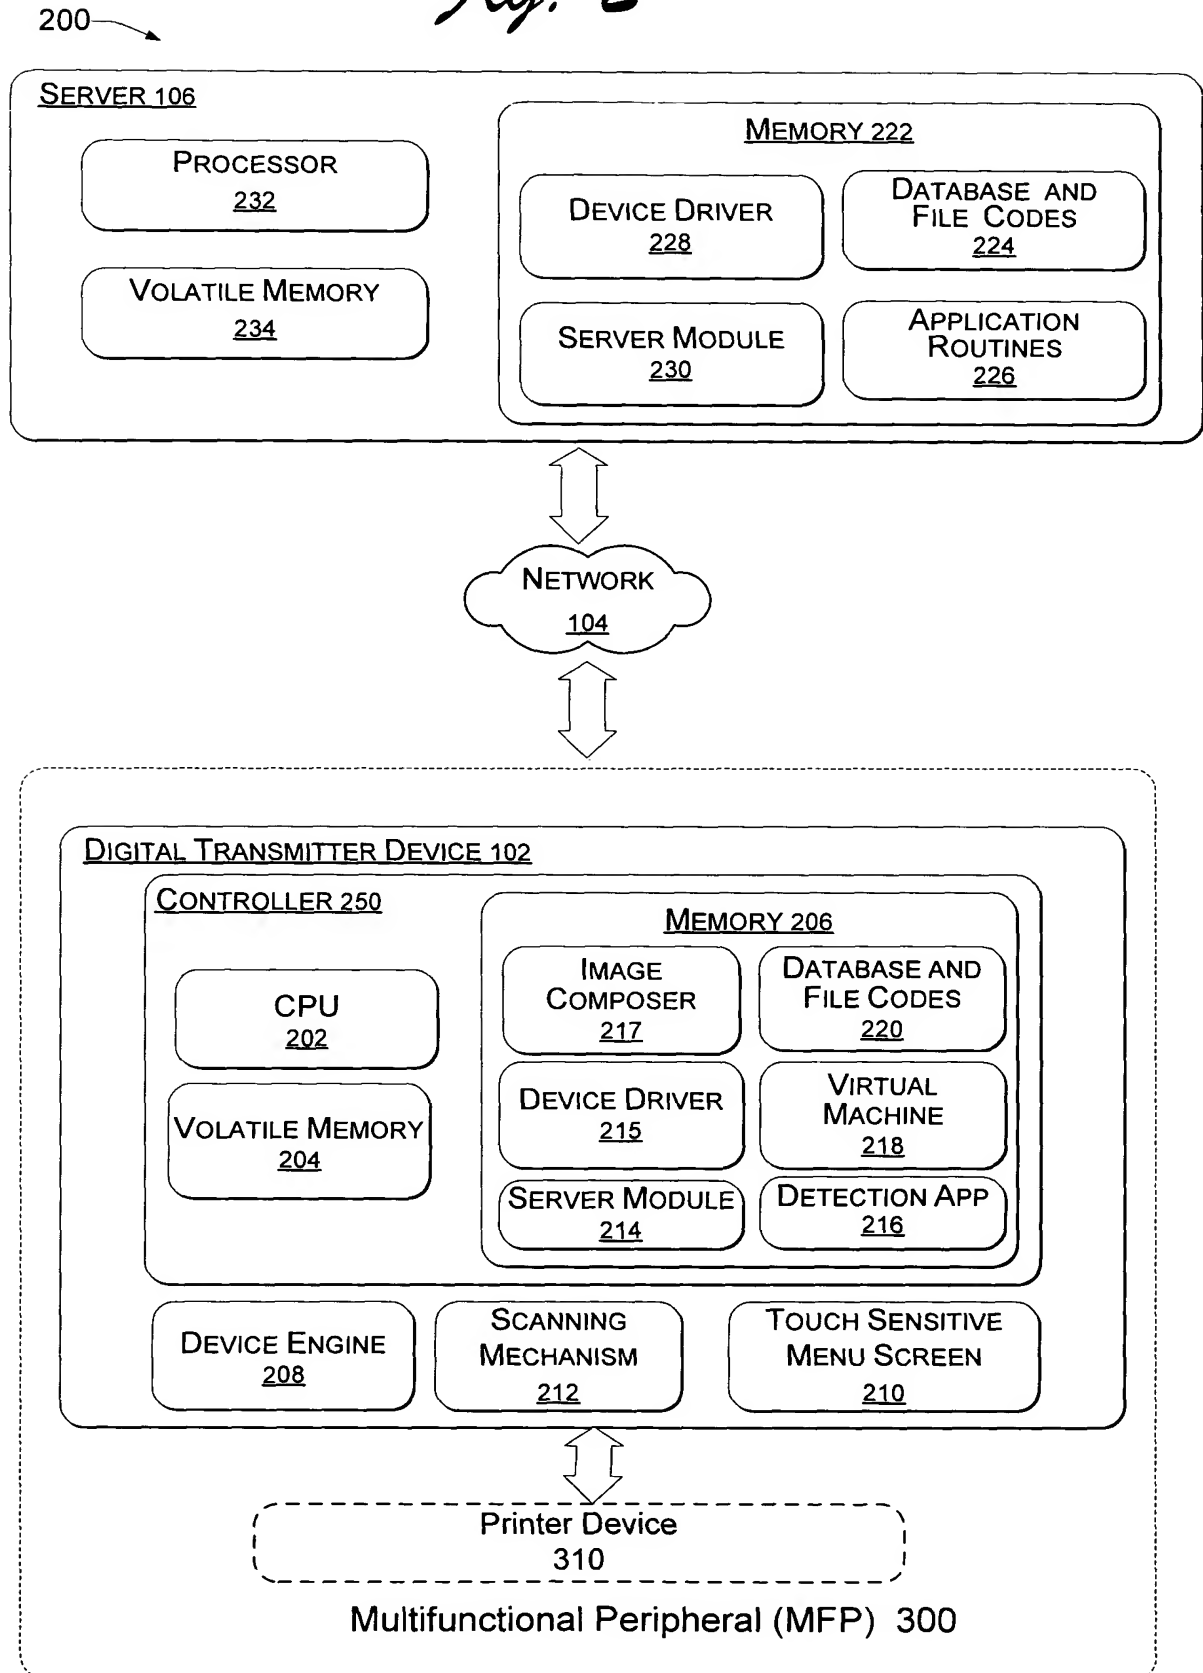 Fig.
200
SERVER 106
PROCESSOR
232
VOLATILE MEMORY
234
MEMORY 222
DEVICE DRIVER
228
DATABASE AND
FILE CODES
224
SERVER MODULE
230
APPLICATION
ROUTINES
226
NETWORK
104
DIGITAL TRANSMITTER DEVICE 102
CONTROLLER 250
CPU
202
VOLATILE MEMORY
204
MEMORY 206
IMAGE
COMPOSER
217
DATABASE AND
FILE CODES
220
DEVICE DRIVER
215
VIRTUAL
MACHINE
218
SERVER MODULE
214
DETECTION APP
216
DEVICE ENGINE
208
SCANNING
MECHANISM
212
TOUCH SENSITIVE
MENU SCREEN
210
Printer Device
310
Multifunctional Peripheral (MFP) 300